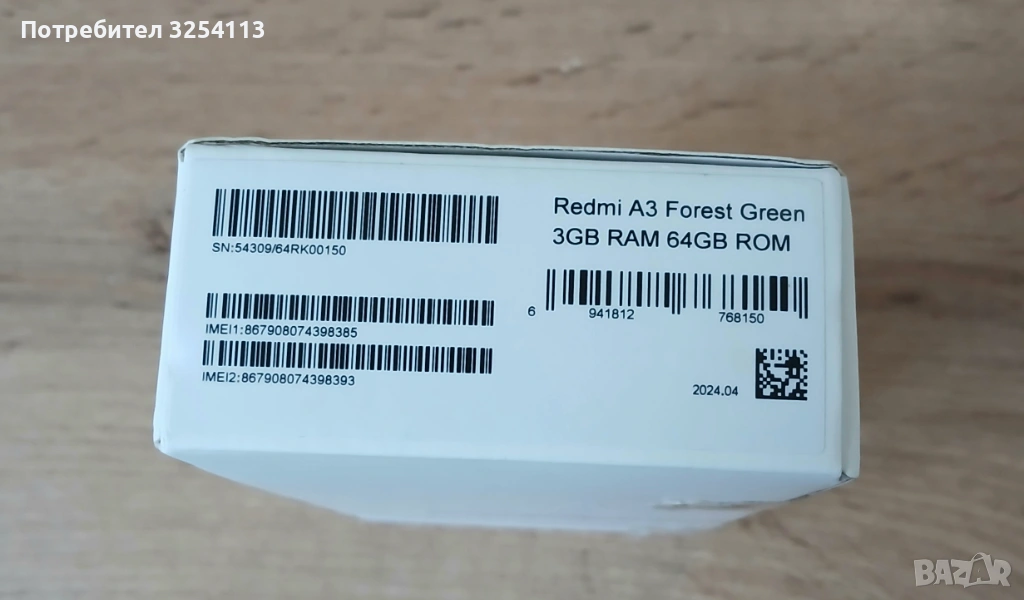 Потребител 3254113
SN:54309/64RK00150
IMEI1:867908074398385
IMEI2:867908074398393
Redmi A3 Forest Green
3GB RAM 64GB ROM
6 941812 768150
2024.04
BAZAR